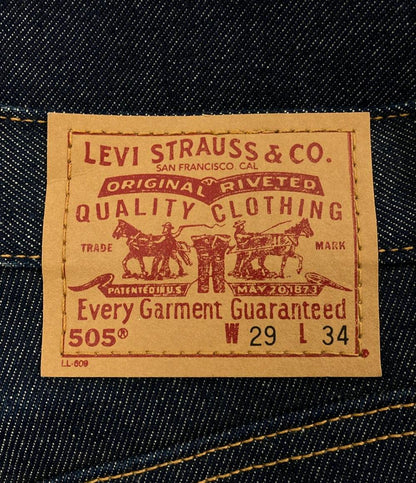 LEVI STRAUSS & CO.
SAN FRANCISCO, CAL
ORIGINAL RIVETED
QUALITY CLOTHING
TRADE MARK
PATENTED IN U.S. MAY 20 1873
Every Garment Guaranteed
505® W 29 L 34
LL-609